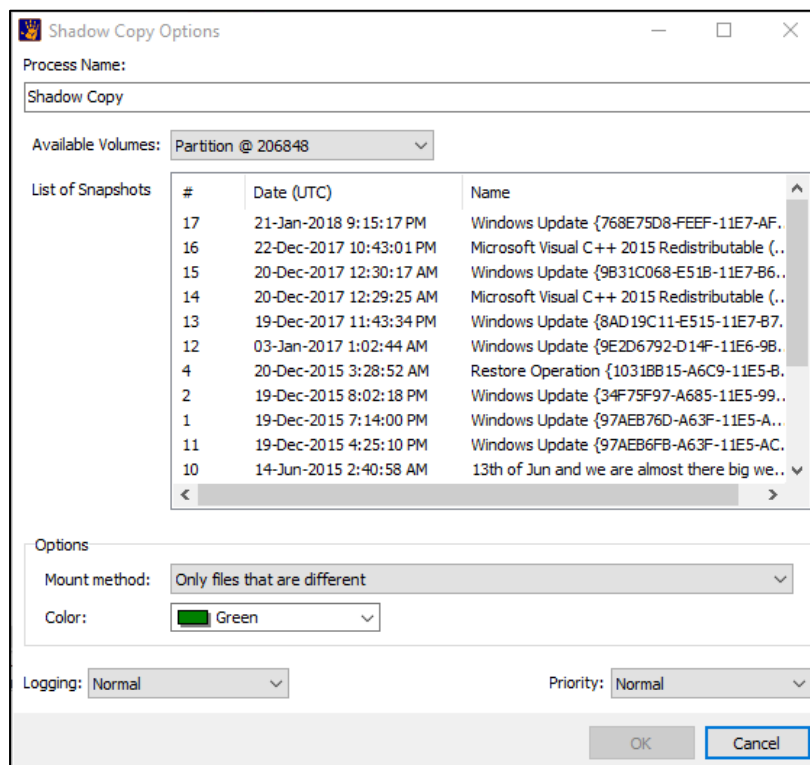 Shadow Copy Options
Process Name:
Shadow Copy
Available Volumes: Partition @ 206848
List of Snapshots # Date (UTC) Name
17 21-Jan-2018 9:15:17 PM Windows Update {768E75D8-FEEF-11E7-AF..
16 22-Dec-2017 10:43:01 PM Microsoft Visual C++ 2015 Redistributable (..
15 20-Dec-2017 12:30:17 AM Windows Update {9B31C068-E51B-11E7-B6..
14 20-Dec-2017 12:29:25 AM Microsoft Visual C++ 2015 Redistributable (..
13 19-Dec-2017 11:43:34 PM Windows Update {8AD19C11-E515-11E7-B7..
12 03-Jan-2017 1:02:44 AM Windows Update {9E2D6792-D14F-11E6-9B..
4 20-Dec-2015 3:28:52 AM Restore Operation {1031BB15-A6C9-11E5-B..
2 19-Dec-2015 8:02:18 PM Windows Update {34F75F97-A685-11E5-99..
1 19-Dec-2015 7:14:00 PM Windows Update {97AEB76D-A63F-11E5-A...
11 19-Dec-2015 4:25:10 PM Windows Update {97AEB6FB-A63F-11E5-AC..
10 14-Jun-2015 2:40:58 AM 13th of Jun and we are almost there big we..
Options
Mount method: Only files that are different
Color: Green
Logging: Normal Priority: Normal
OK Cancel